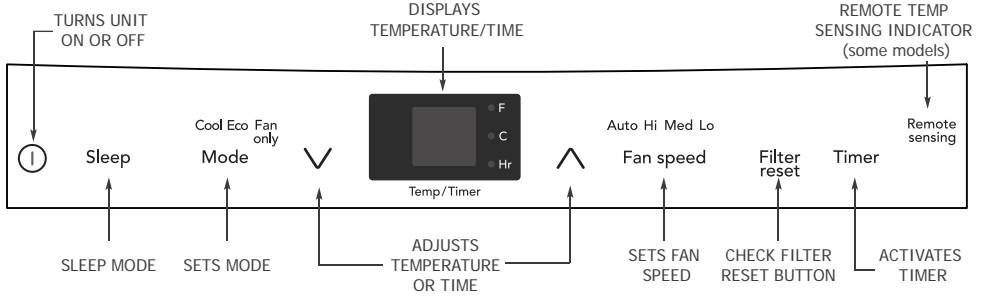 TURNS UNIT
ON OR OFF
DISPLAYS
TEMPERATURE/TIME
REMOTE TEMP
SENSING INDICATOR
(some models)
Sleep
Cool Eco Fan
only
Mode
F
C
Hr
Temp/Timer
Auto Hi Med Lo
Fan speed
Filter
reset
Timer
Remote
sensing
SLEEP MODE
SETS MODE
ADJUSTS
TEMPERATURE
OR TIME
SETS FAN
SPEED
CHECK FILTER
RESET BUTTON
ACTIVATES
TIMER